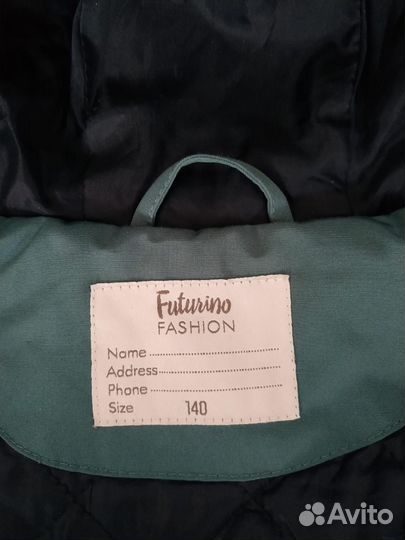 Futurino
FASHION
Name
Address
Phone
Size 140
Avito